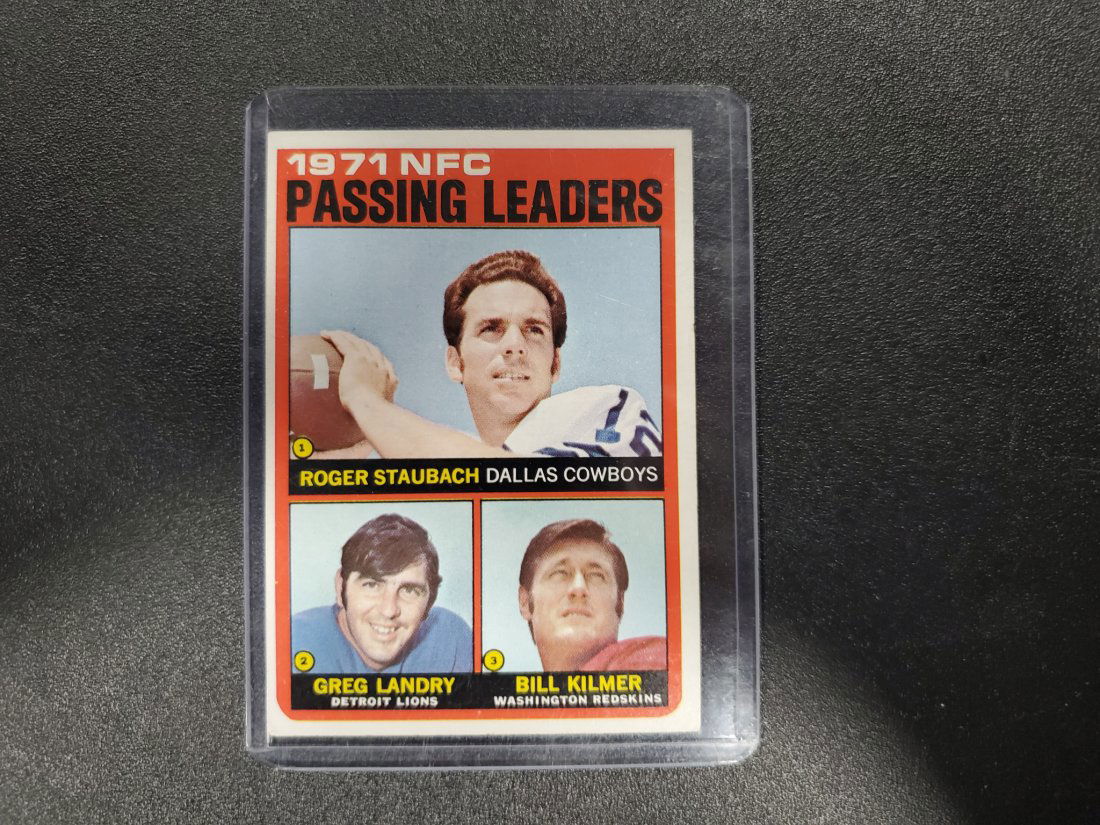 1971 NFC
PASSING LEADERS
1
ROGER STAUBACH DALLAS COWBOYS
2
GREG LANDRY
DETROIT LIONS
3
BILL KILMER
WASHINGTON REDSKINS